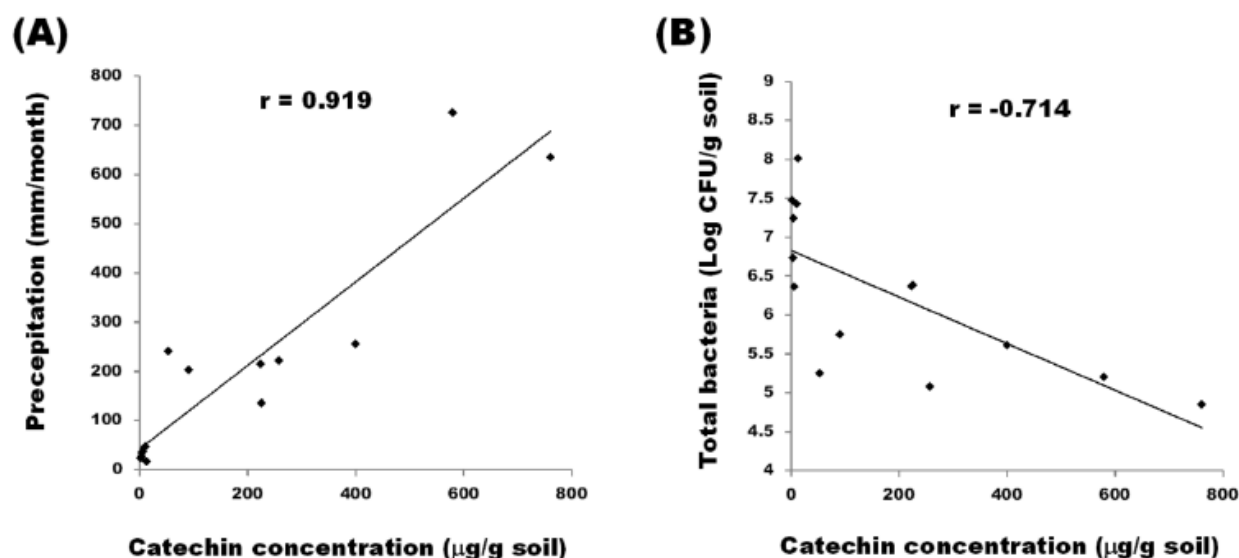 (A)
r = 0.919
Precepitation (mm/month)
800
700
600
500
400
300
200
100
0
0 200 400 600 800
Catechin concentration (μg/g soil)
(B)
r = -0.714
Total bacteria (Log CFU/g soil)
9
8.5
8
7.5
7
6.5
6
5.5
5
4.5
4
0 200 400 600 800
Catechin concentration (μg/g soil)